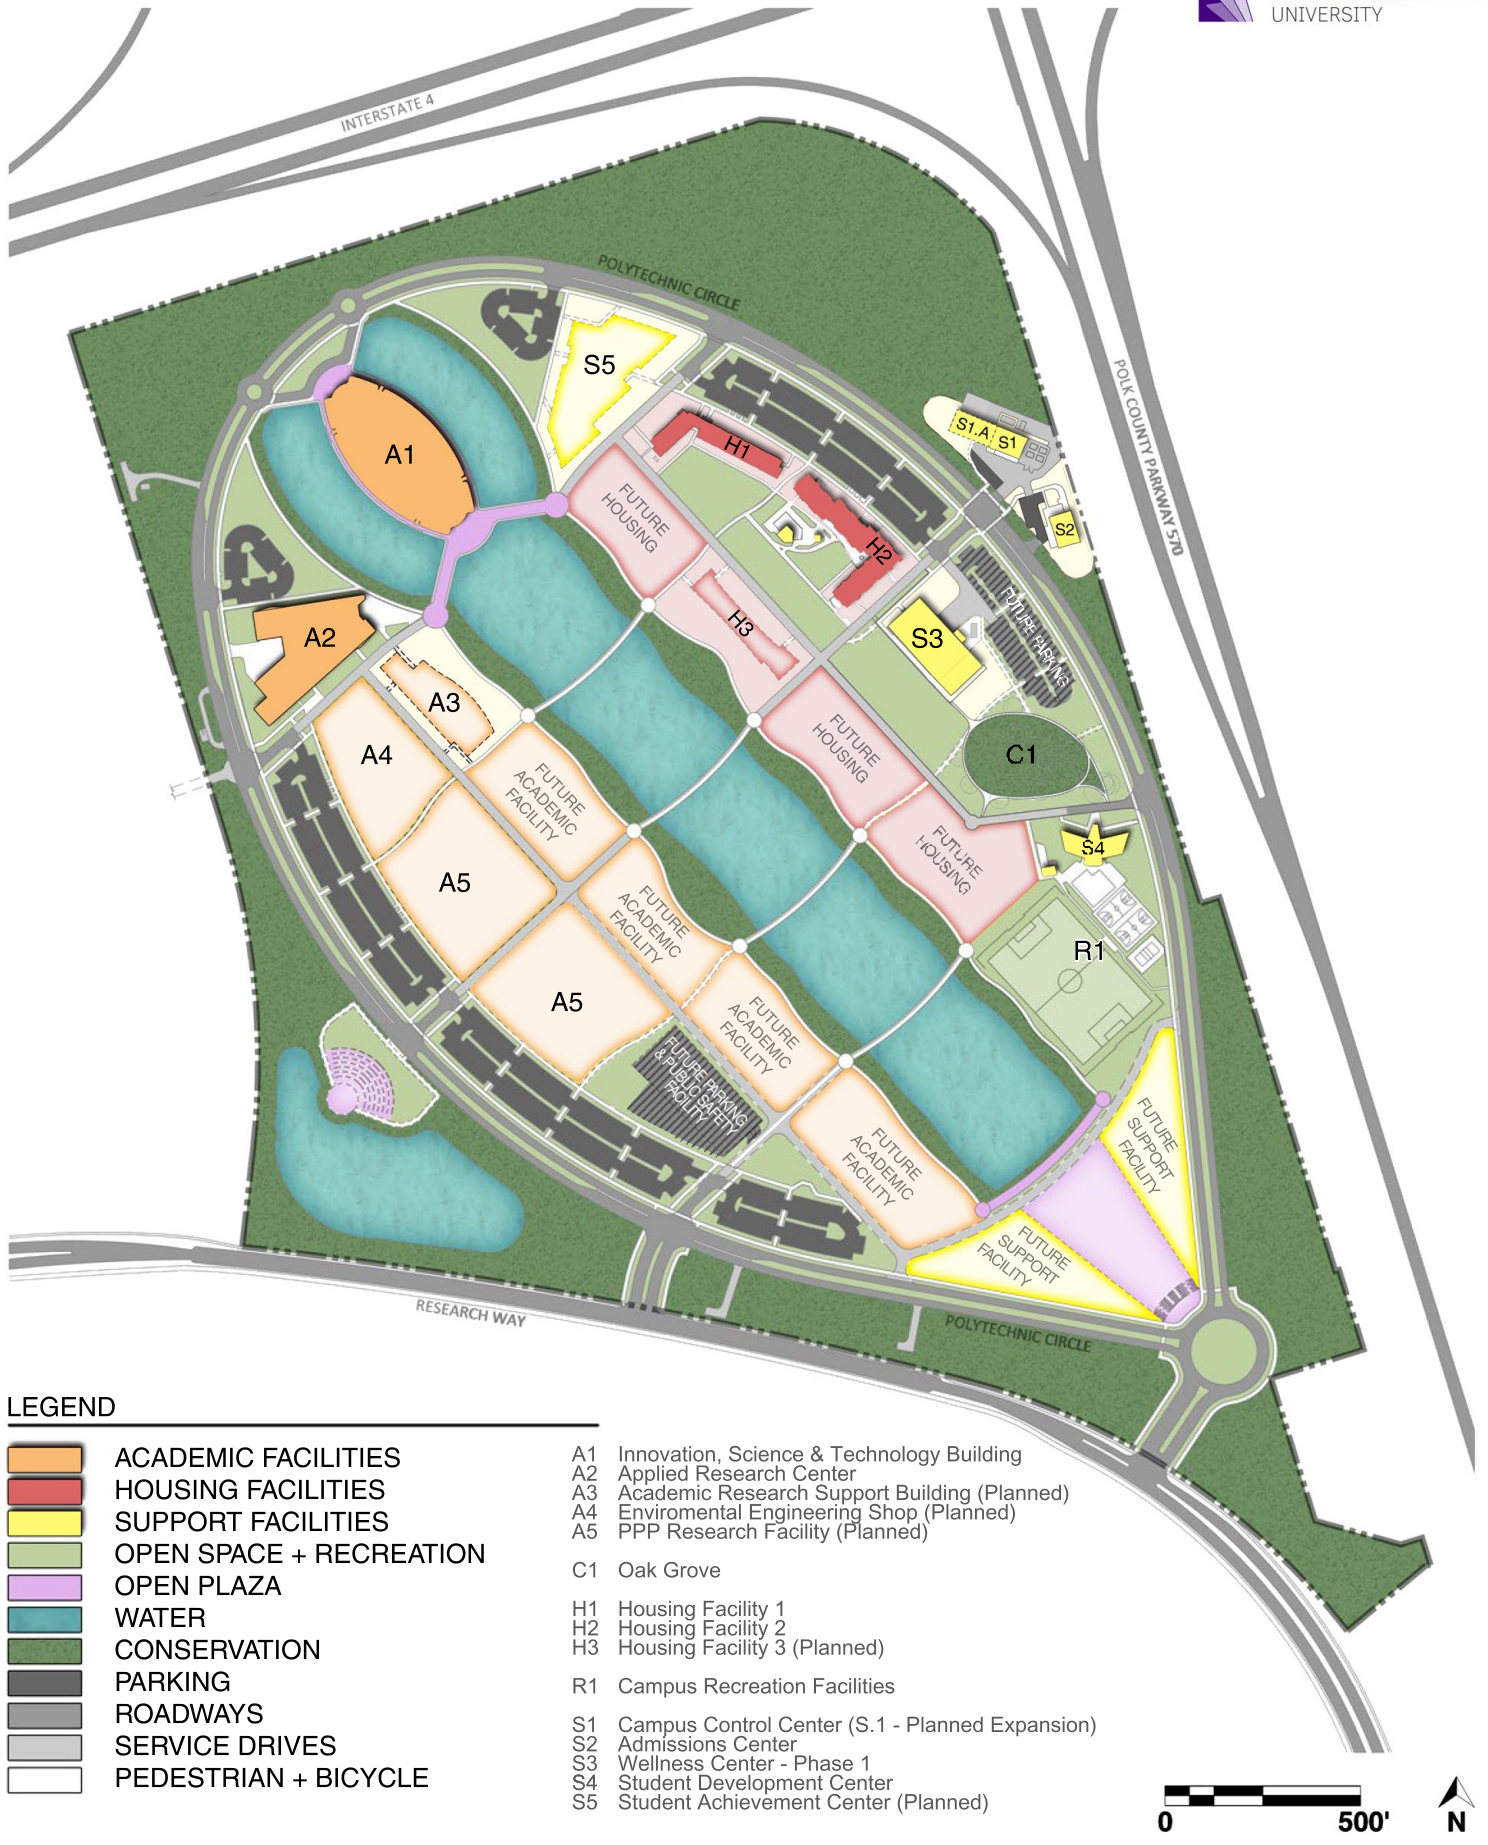 UNIVERSITY
INTERSTATE 4
POLYTECHNIC CIRCLE
POLK COUNTY PARKWAY 570
S5
A1
H1
S1.A
S1
S2
FUTURE
HOUSING
H2
H3
A2
S3
FUTURE PARKING
A3
A4
C1
FUTURE
HOUSING
FUTURE
ACADEMIC
FACILITY
FUTURE
HOUSING
S4
A5
FUTURE
ACADEMIC
FACILITY
R1
A5
FUTURE
ACADEMIC
FACILITY
FUTURE PARKING
& PUBLIC SAFETY
FACILITY
FUTURE
ACADEMIC
FACILITY
FUTURE
SUPPORT
FACILITY
FUTURE
SUPPORT
FACILITY
RESEARCH WAY
POLYTECHNIC CIRCLE
LEGEND
ACADEMIC FACILITIES
HOUSING FACILITIES
SUPPORT FACILITIES
OPEN SPACE + RECREATION
OPEN PLAZA
WATER
CONSERVATION
PARKING
ROADWAYS
SERVICE DRIVES
PEDESTRIAN + BICYCLE
A1 Innovation, Science & Technology Building
A2 Applied Research Center
A3 Academic Research Support Building (Planned)
A4 Enviromental Engineering Shop (Planned)
A5 PPP Research Facility (Planned)
C1 Oak Grove
H1 Housing Facility 1
H2 Housing Facility 2
H3 Housing Facility 3 (Planned)
R1 Campus Recreation Facilities
S1 Campus Control Center (S.1 - Planned Expansion)
S2 Admissions Center
S3 Wellness Center - Phase 1
S4 Student Development Center
S5 Student Achievement Center (Planned)
0 500'
N